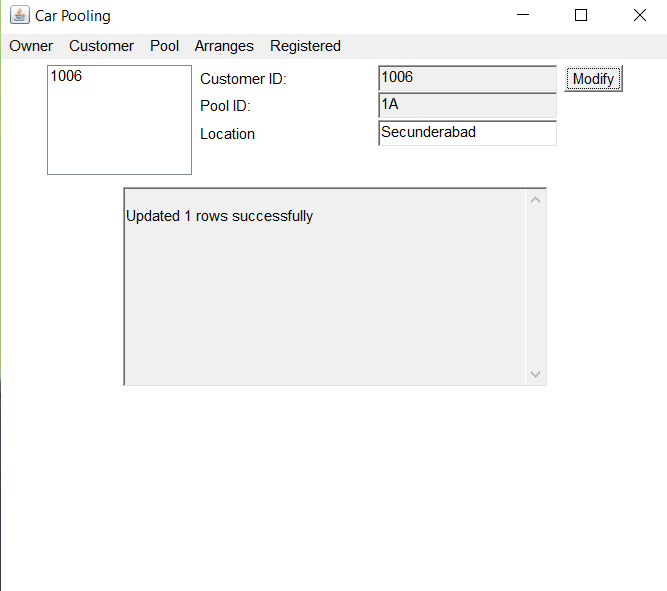 Car Pooling
Owner Customer Pool Arranges Registered
1006
Customer ID: 1006 Modify
Pool ID: 1A
Location Secunderabad
Updated 1 rows successfully